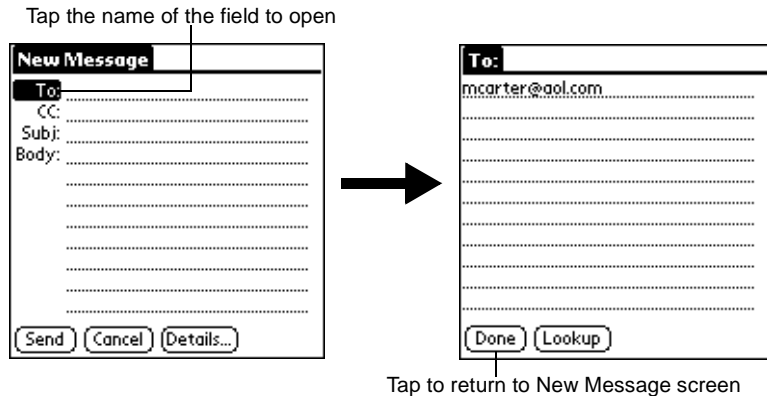 Tap the name of the field to open
New Message
To:
CC:
Subj:
Body:
Send Cancel Details...
To:
mcarter@aol.com
Done Lookup
Tap to return to New Message screen